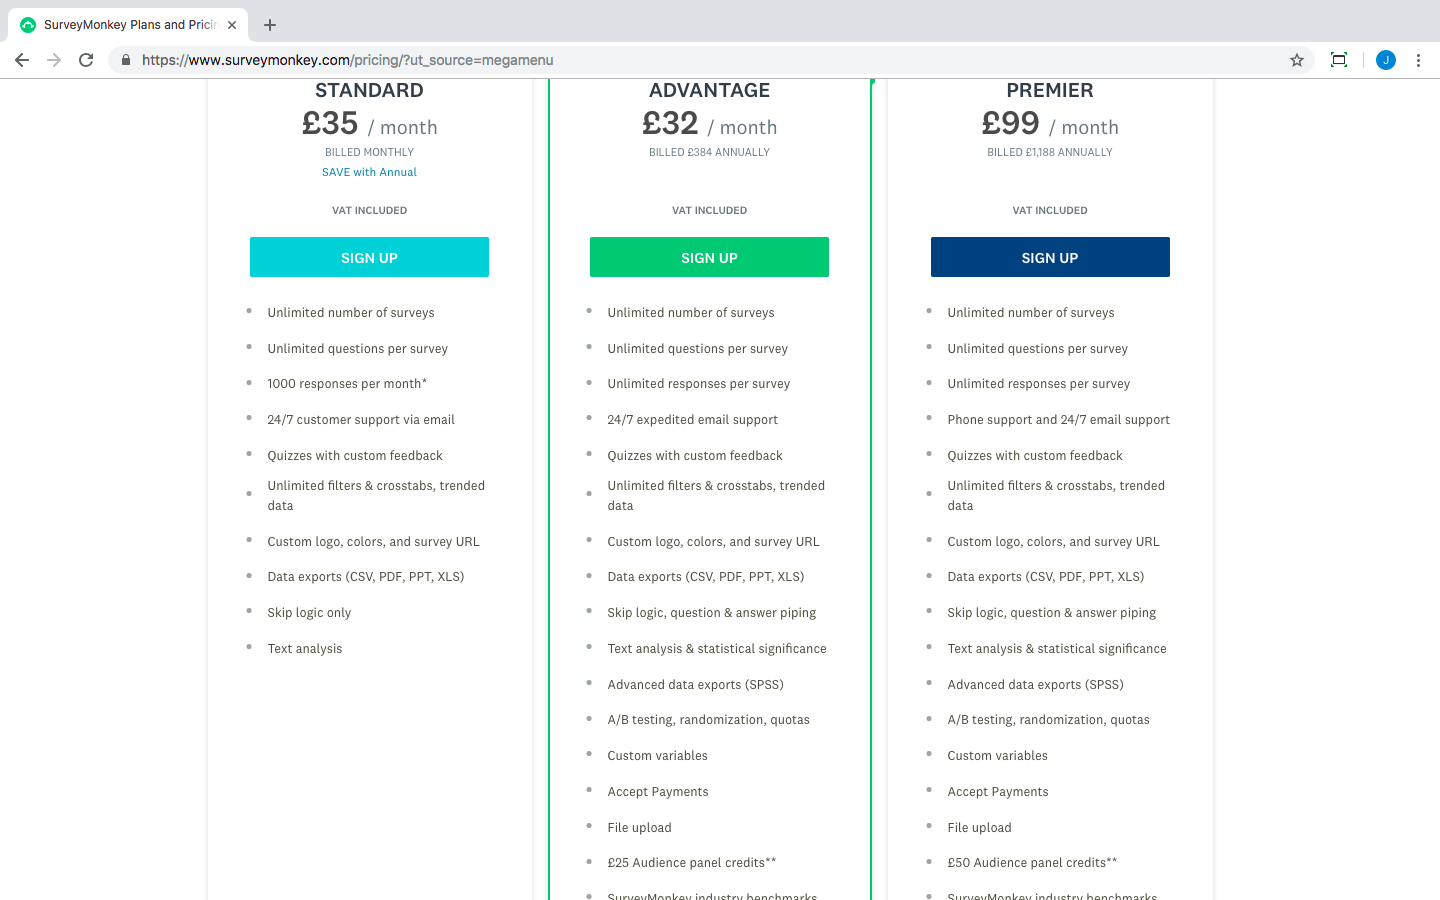 SurveyMonkey Plans and Pricin
https://www.surveymonkey.com/pricing/?ut_source=megamenu
J
STANDARD
£35 / month
BILLED MONTHLY
SAVE with Annual
VAT INCLUDED
SIGN UP
Unlimited number of surveys
Unlimited questions per survey
1000 responses per month*
24/7 customer support via email
Quizzes with custom feedback
Unlimited filters & crosstabs, trended
data
Custom logo, colors, and survey URL
Data exports (CSV, PDF, PPT, XLS)
Skip logic only
Text analysis
ADVANTAGE
£32 / month
BILLED £384 ANNUALLY
VAT INCLUDED
SIGN UP
Unlimited number of surveys
Unlimited questions per survey
Unlimited responses per survey
24/7 expedited email support
Quizzes with custom feedback
Unlimited filters & crosstabs, trended
data
Custom logo, colors, and survey URL
Data exports (CSV, PDF, PPT, XLS)
Skip logic, question & answer piping
Text analysis & statistical significance
Advanced data exports (SPSS)
A/B testing, randomization, quotas
Custom variables
Accept Payments
File upload
£25 Audience panel credits**
SurveyMonkey industry benchmarks
PREMIER
£99 / month
BILLED £1,188 ANNUALLY
VAT INCLUDED
SIGN UP
Unlimited number of surveys
Unlimited questions per survey
Unlimited responses per survey
Phone support and 24/7 email support
Quizzes with custom feedback
Unlimited filters & crosstabs, trended
data
Custom logo, colors, and survey URL
Data exports (CSV, PDF, PPT, XLS)
Skip logic, question & answer piping
Text analysis & statistical significance
Advanced data exports (SPSS)
A/B testing, randomization, quotas
Custom variables
Accept Payments
File upload
£50 Audience panel credits**
SurveyMonkey industry benchmarks